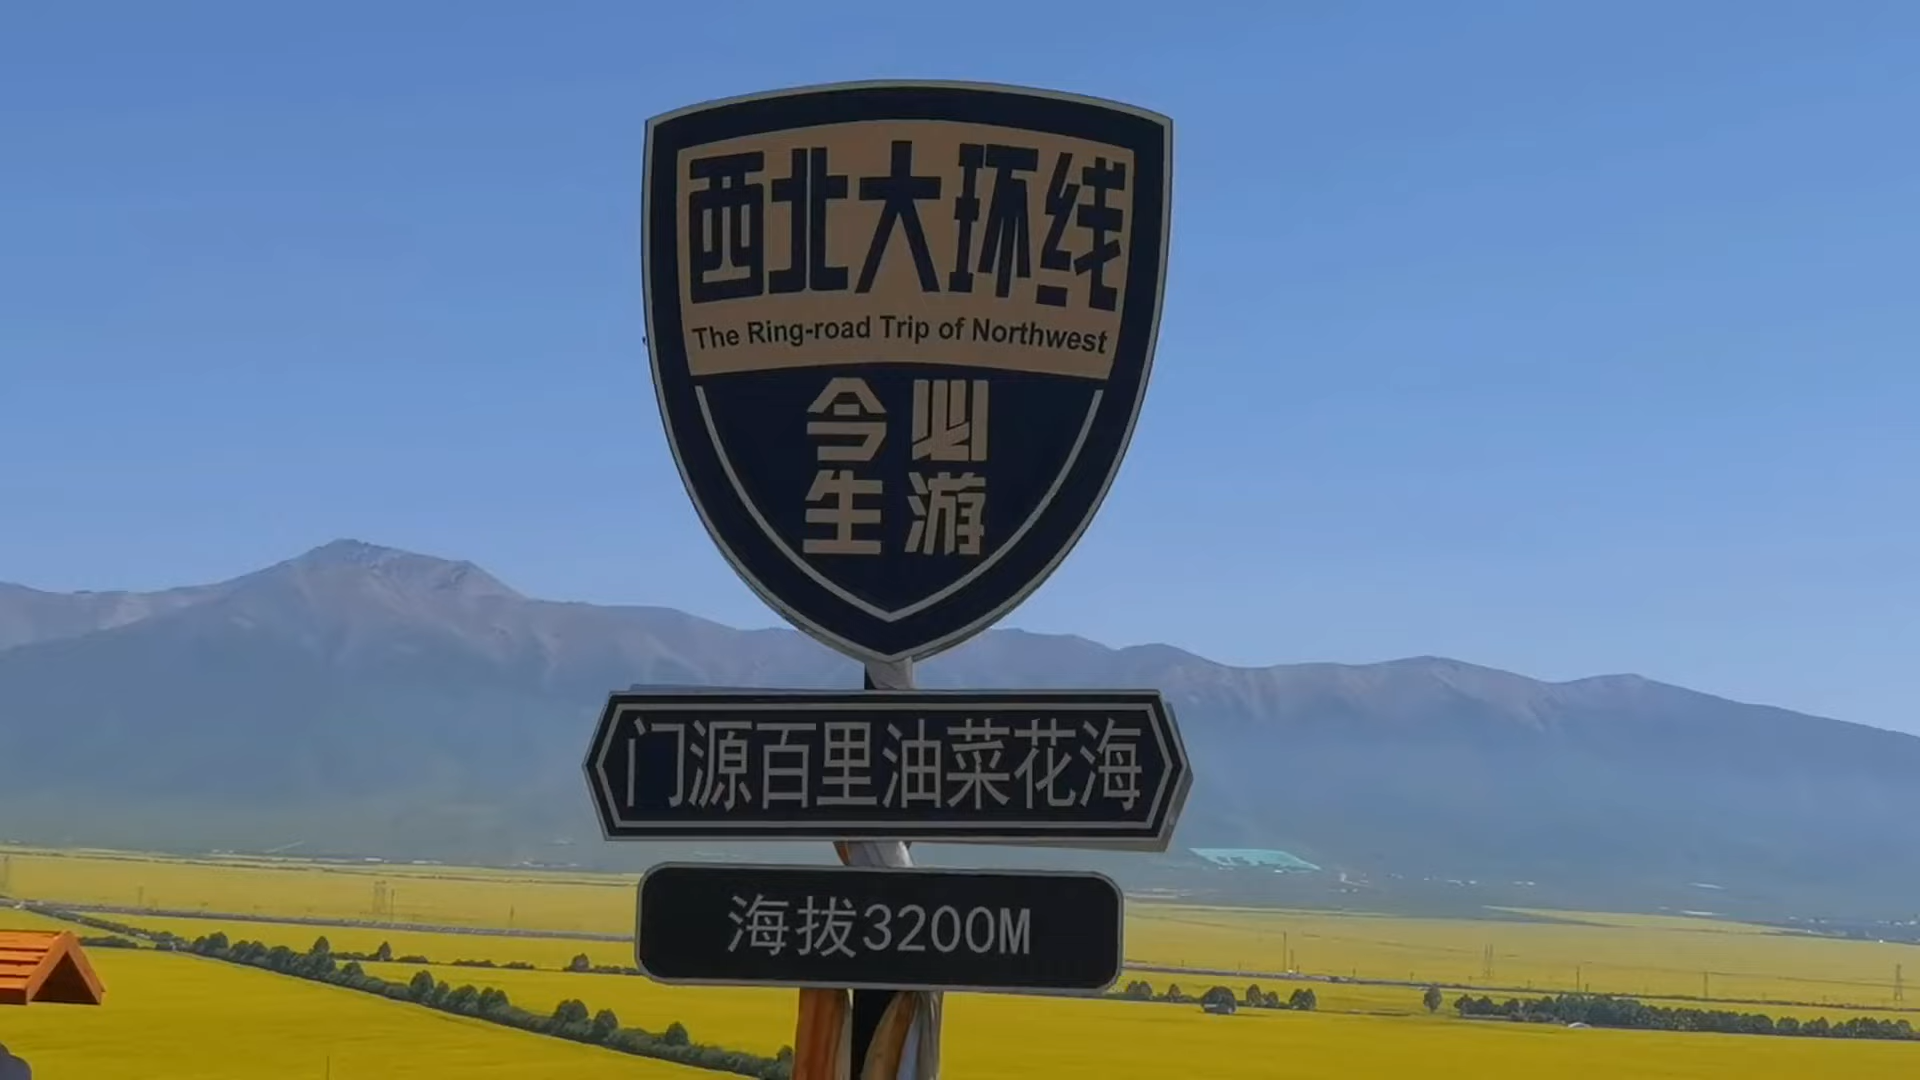 西北大环线
The Ring-road Trip of Northwest
今生
必游
门源百里油菜花海
海拔3200M